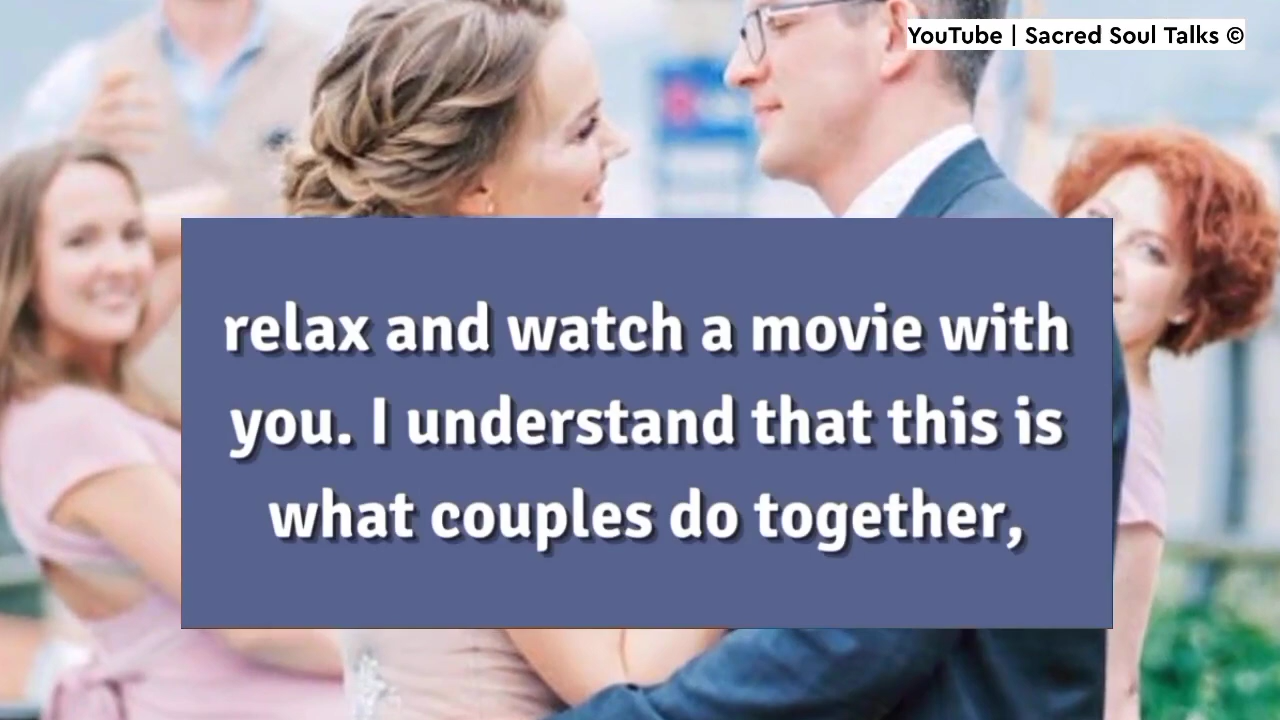 YouTube | Sacred Soul Talks ©
relax and watch a movie with
you. I understand that this is
what couples do together,